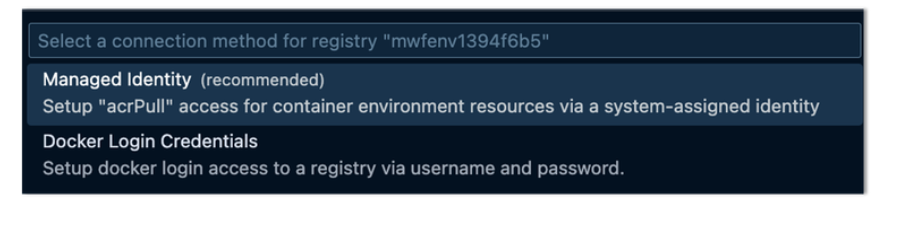 Select a connection method for registry "mwfenv1394f6b5"
Managed Identity (recommended)
Setup "acrPull" access for container environment resources via a system-assigned identity
Docker Login Credentials
Setup docker login access to a registry via username and password.